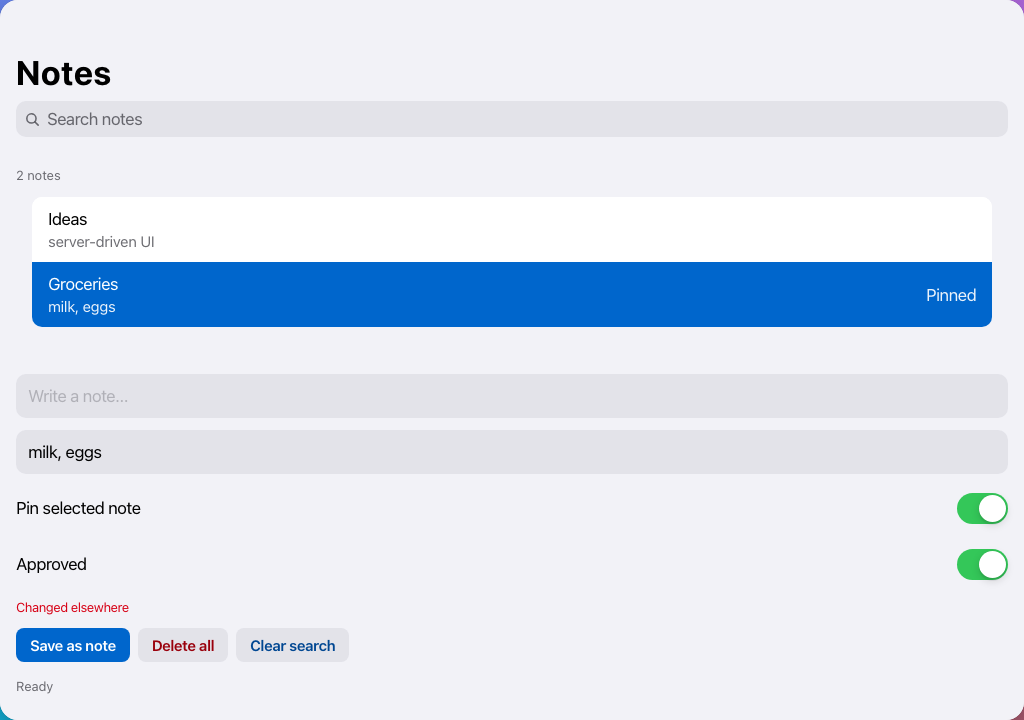 Notes
Search notes
2 notes
Ideas
server-driven UI
Groceries
milk, eggs
Pinned
Write a note...
milk, eggs
Pin selected note
Approved
Changed elsewhere
Save as note
Delete all
Clear search
Ready